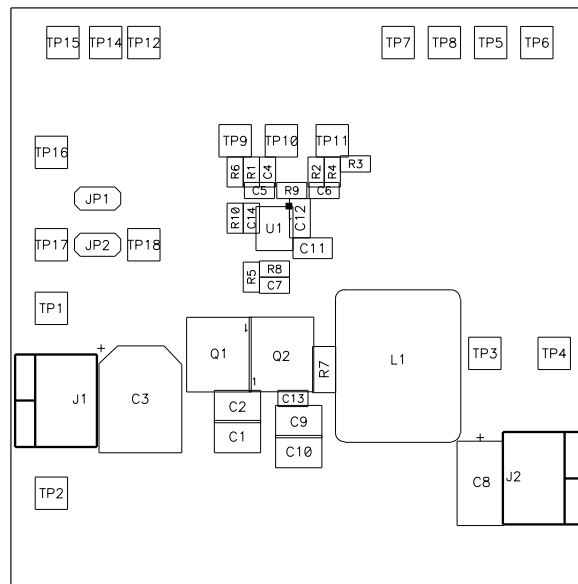 TP15 TP14 TP12 TP7 TP8 TP5 TP6
TP9 TP10 TP11
TP16 R6 R1 C4 R2 R4 R3
C5 R9 C6
JP1
R10 C14 U1 C12
TP17 JP2 TP18 C11
R5 R8
C7
TP1
Q1 Q2 R7 L1 TP3 TP4
1
1
+
J1 C3 C2 C13
C1 C9
C10
+
TP2 C8 J2